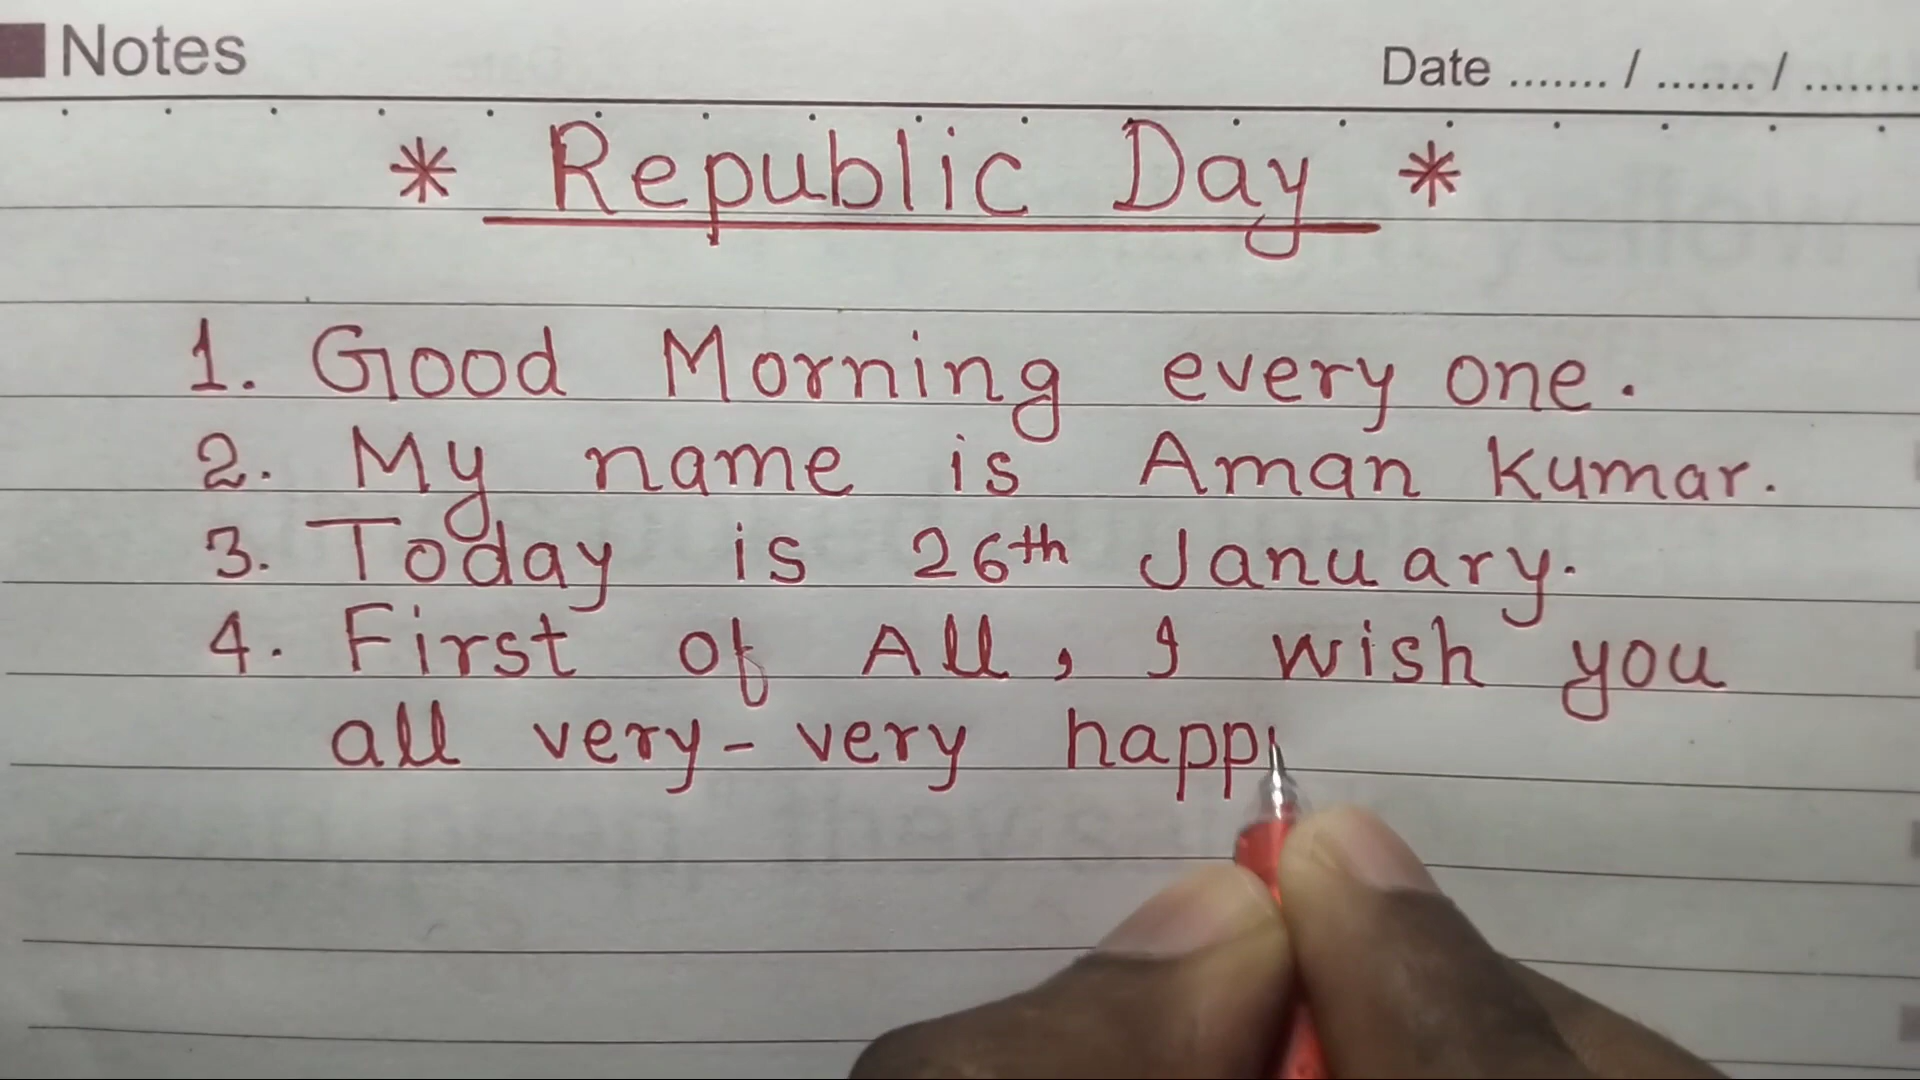 Notes
Date ....... / ....... / ........
* Republic Day *
1. Good Morning every one.
2. My name is Aman Kumar.
3. Today is 26th January.
4. First of All, I wish you
all very-very happ